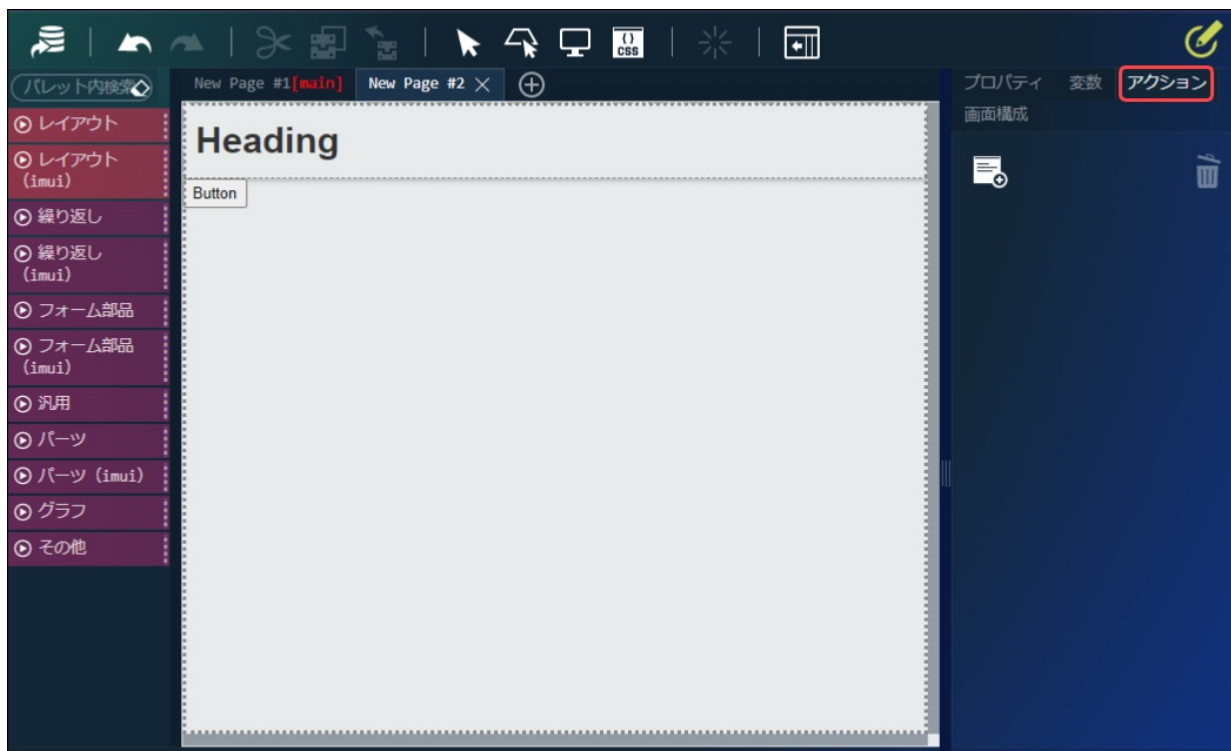 {} CSS
パレット内検索
New Page #1[main] New Page #2
プロパティ 変数 アクション
画面構成
レイアウト
レイアウト
(imui)
繰り返し
繰り返し
(imui)
フォーム部品
フォーム部品
(imui)
汎用
パーツ
パーツ (imui)
グラフ
その他
Heading
Button